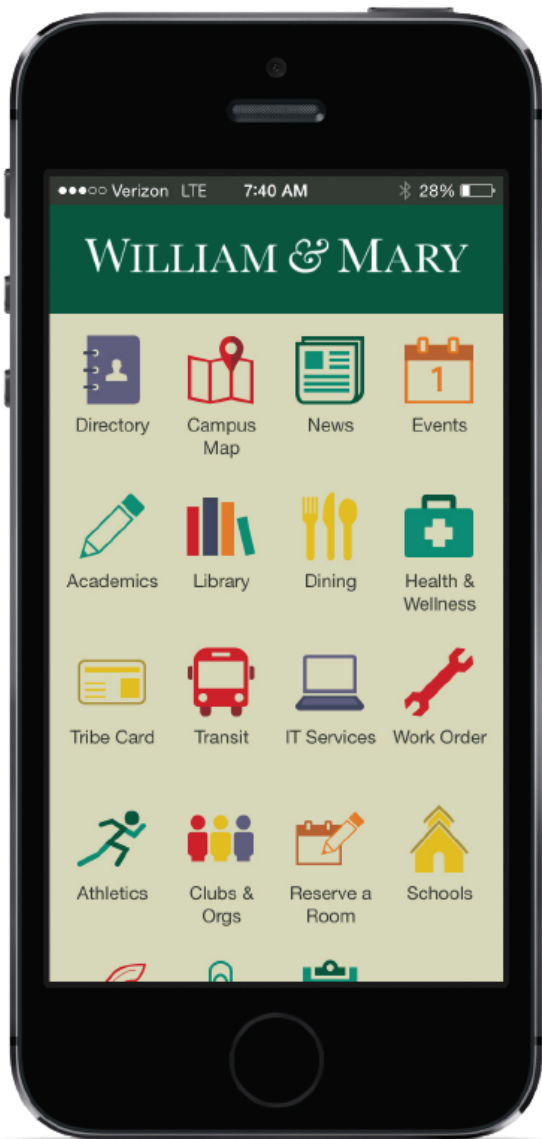 Verizon LTE 7:40 AM 28%
WILLIAM & MARY
1
Directory Campus Map News Events
Academics Library Dining Health & Wellness
Tribe Card Transit IT Services Work Order
Athletics Clubs & Orgs Reserve a Room Schools